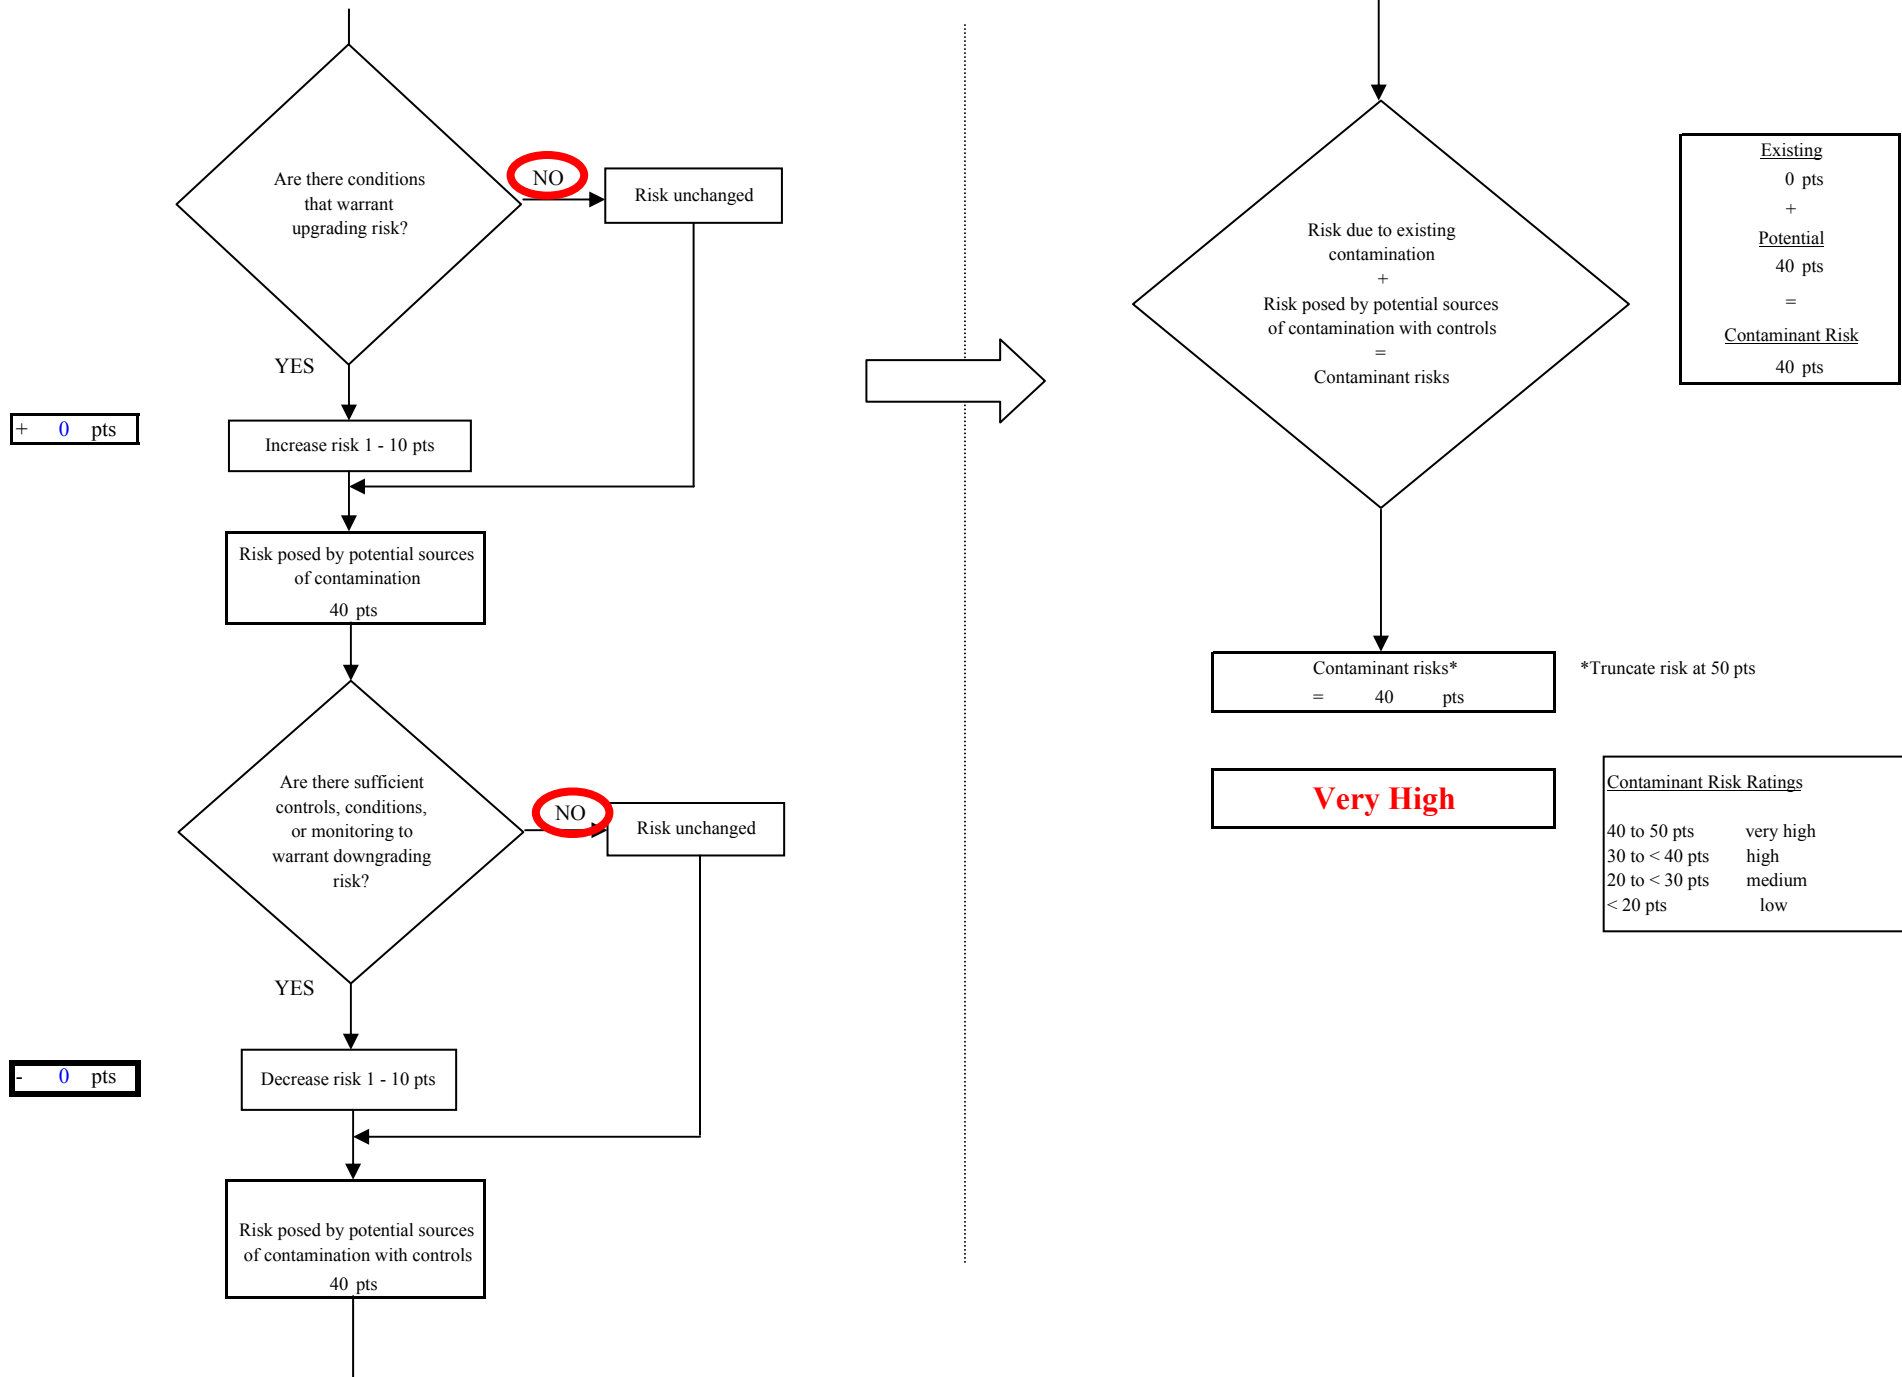 Are there conditions
that warrant
upgrading risk?
NO
Risk unchanged
YES
+ 0 pts
Increase risk 1 - 10 pts
Risk posed by potential sources
of contamination
40 pts
Are there sufficient
controls, conditions,
or monitoring to
warrant downgrading
risk?
NO
Risk unchanged
YES
- 0 pts
Decrease risk 1 - 10 pts
Risk posed by potential sources
of contamination with controls
40 pts
Risk due to existing
contamination
+
Risk posed by potential sources
of contamination with controls
=
Contaminant risks
Existing
0 pts
+
Potential
40 pts
=
Contaminant Risk
40 pts
Contaminant risks*
= 40 pts
*Truncate risk at 50 pts
Very High
Contaminant Risk Ratings
40 to 50 pts very high
30 to < 40 pts high
20 to < 30 pts medium
< 20 pts low